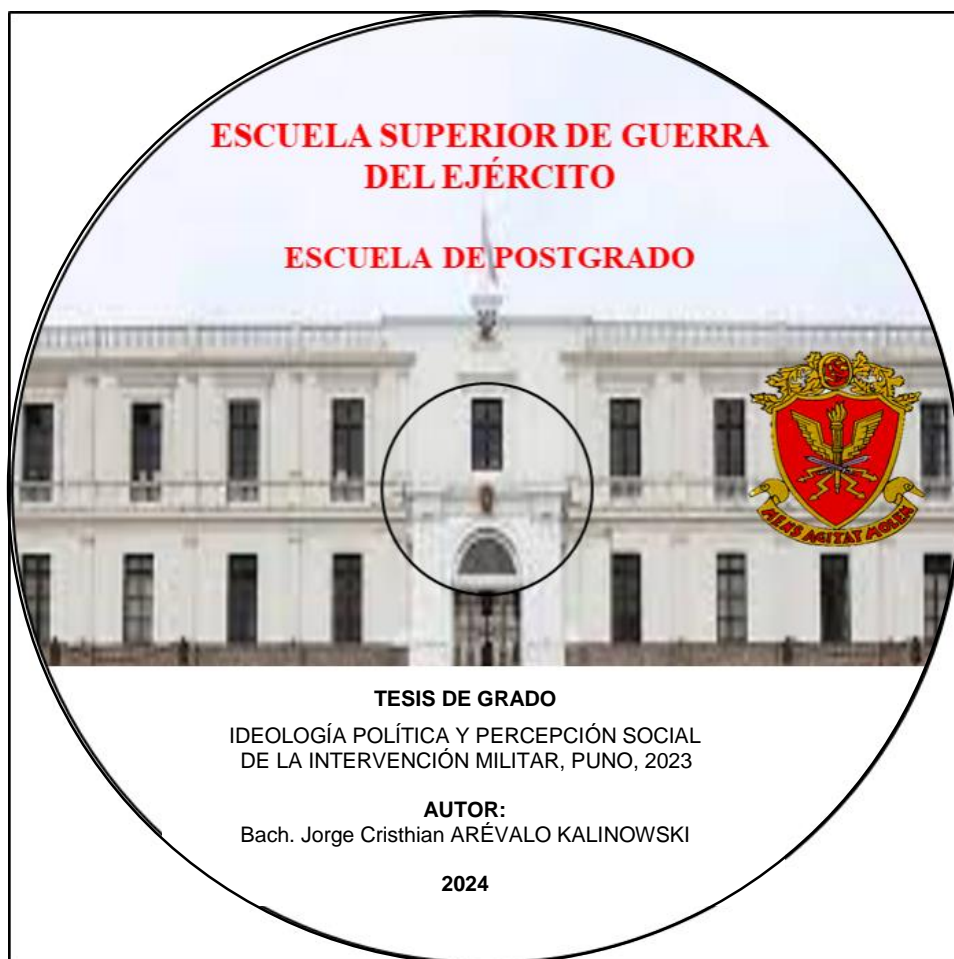 ESCUELA SUPERIOR DE GUERRA
DEL EJÉRCITO
ESCUELA DE POSTGRADO
MENS AGITAT MOLEM
TESIS DE GRADO
IDEOLOGÍA POLÍTICA Y PERCEPCIÓN SOCIAL
DE LA INTERVENCIÓN MILITAR, PUNO, 2023
AUTOR:
Bach. Jorge Cristhian ARÉVALO KALINOWSKI
2024